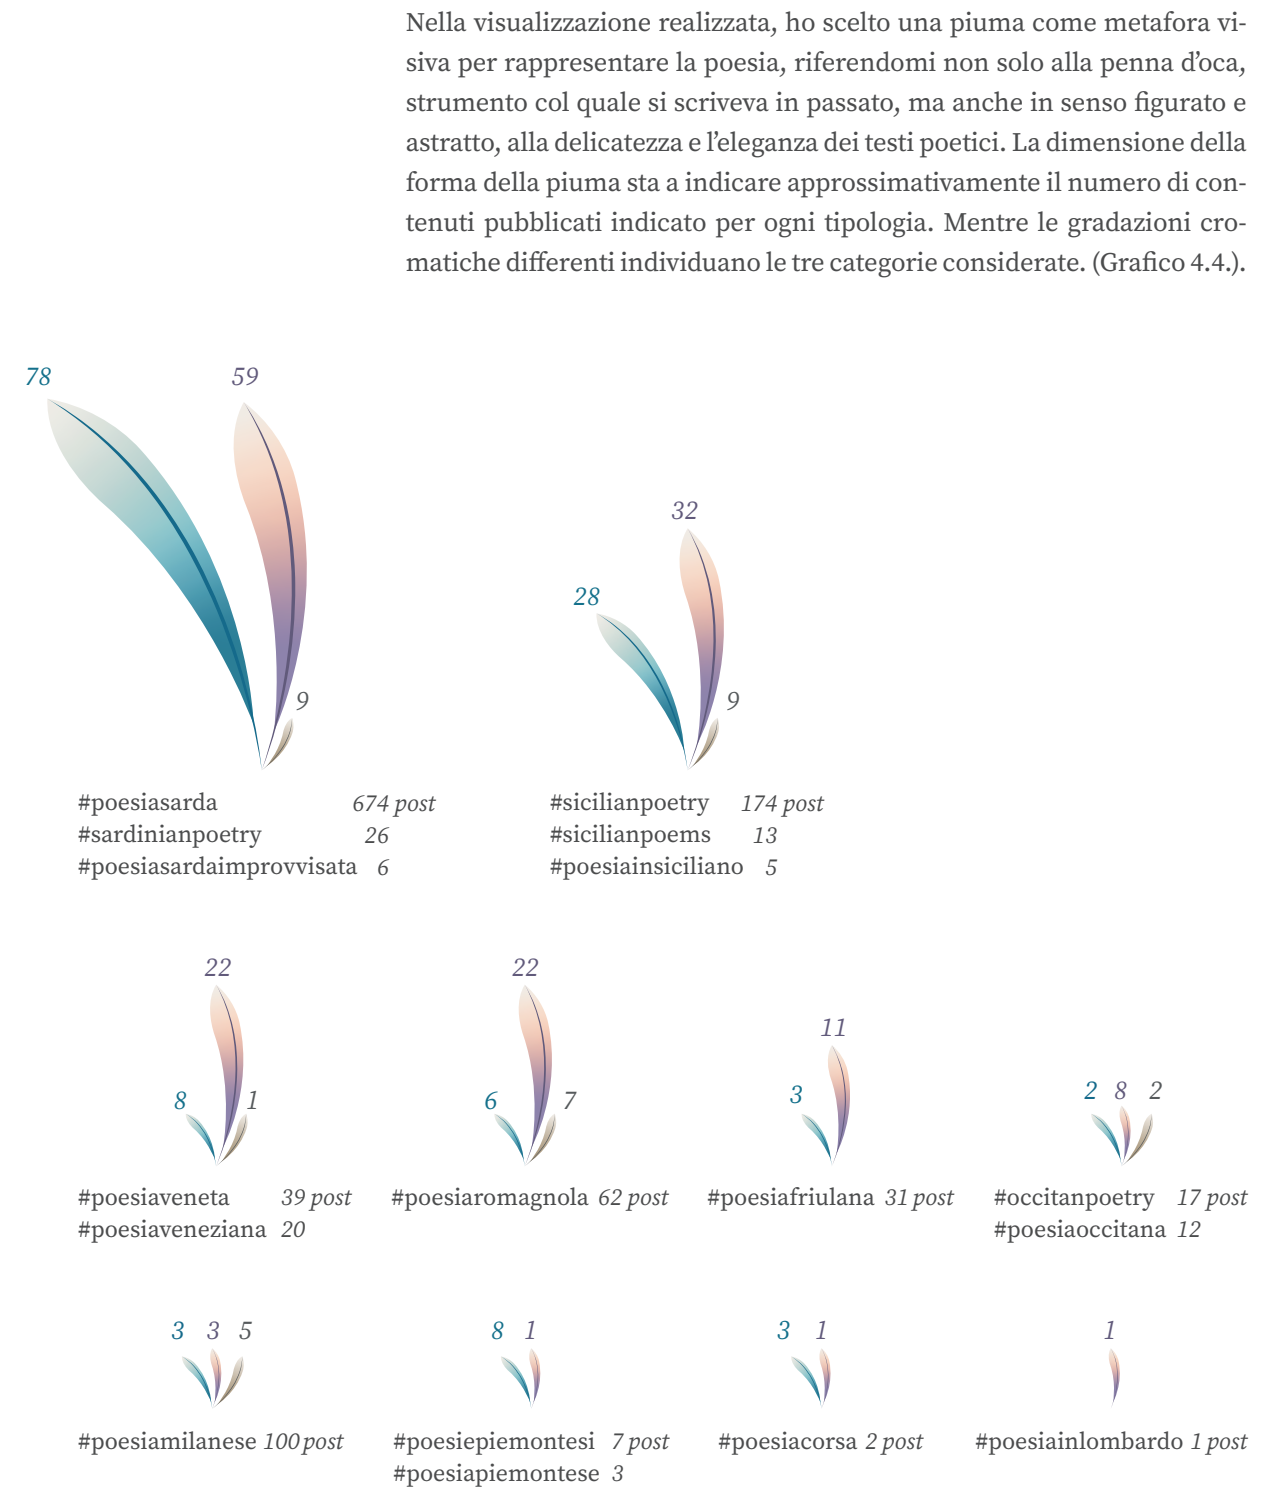 Nella visualizzazione realizzata, ho scelto una piuma come metafora vi-
siva per rappresentare la poesia, riferendomi non solo alla penna d’oca,
strumento col quale si scriveva in passato, ma anche in senso figurato e
astratto, alla delicatezza e l’eleganza dei testi poetici. La dimensione della
forma della piuma sta a indicare approssimativamente il numero di con-
tenuti pubblicati indicato per ogni tipologia. Mentre le gradazioni cro-
matiche differenti individuano le tre categorie considerate. (Grafico 4.4.).
78 59
32
28
9 9
#poesiasarda 674 post
#sardinianpoetry 26
#poesiasardaimprovvisata 6
#sicilianpoetry 174 post
#sicilianpoems 13
#poesiainsiciliano 5
22 22
11
8 1 6 7 3 2 8 2
#poesiaveneta 39 post
#poesiaveneziana 20
#poesiaromagnola 62 post
#poesiafriulana 31 post
#occitanpoetry 17 post
#poesiaoccitana 12
3 3 5 8 1 3 1 1
#poesiamilanese 100 post
#poesiepiemontesi 7 post
#poesiapiemontese 3
#poesiacorsa 2 post
#poesiainlombardo 1 post